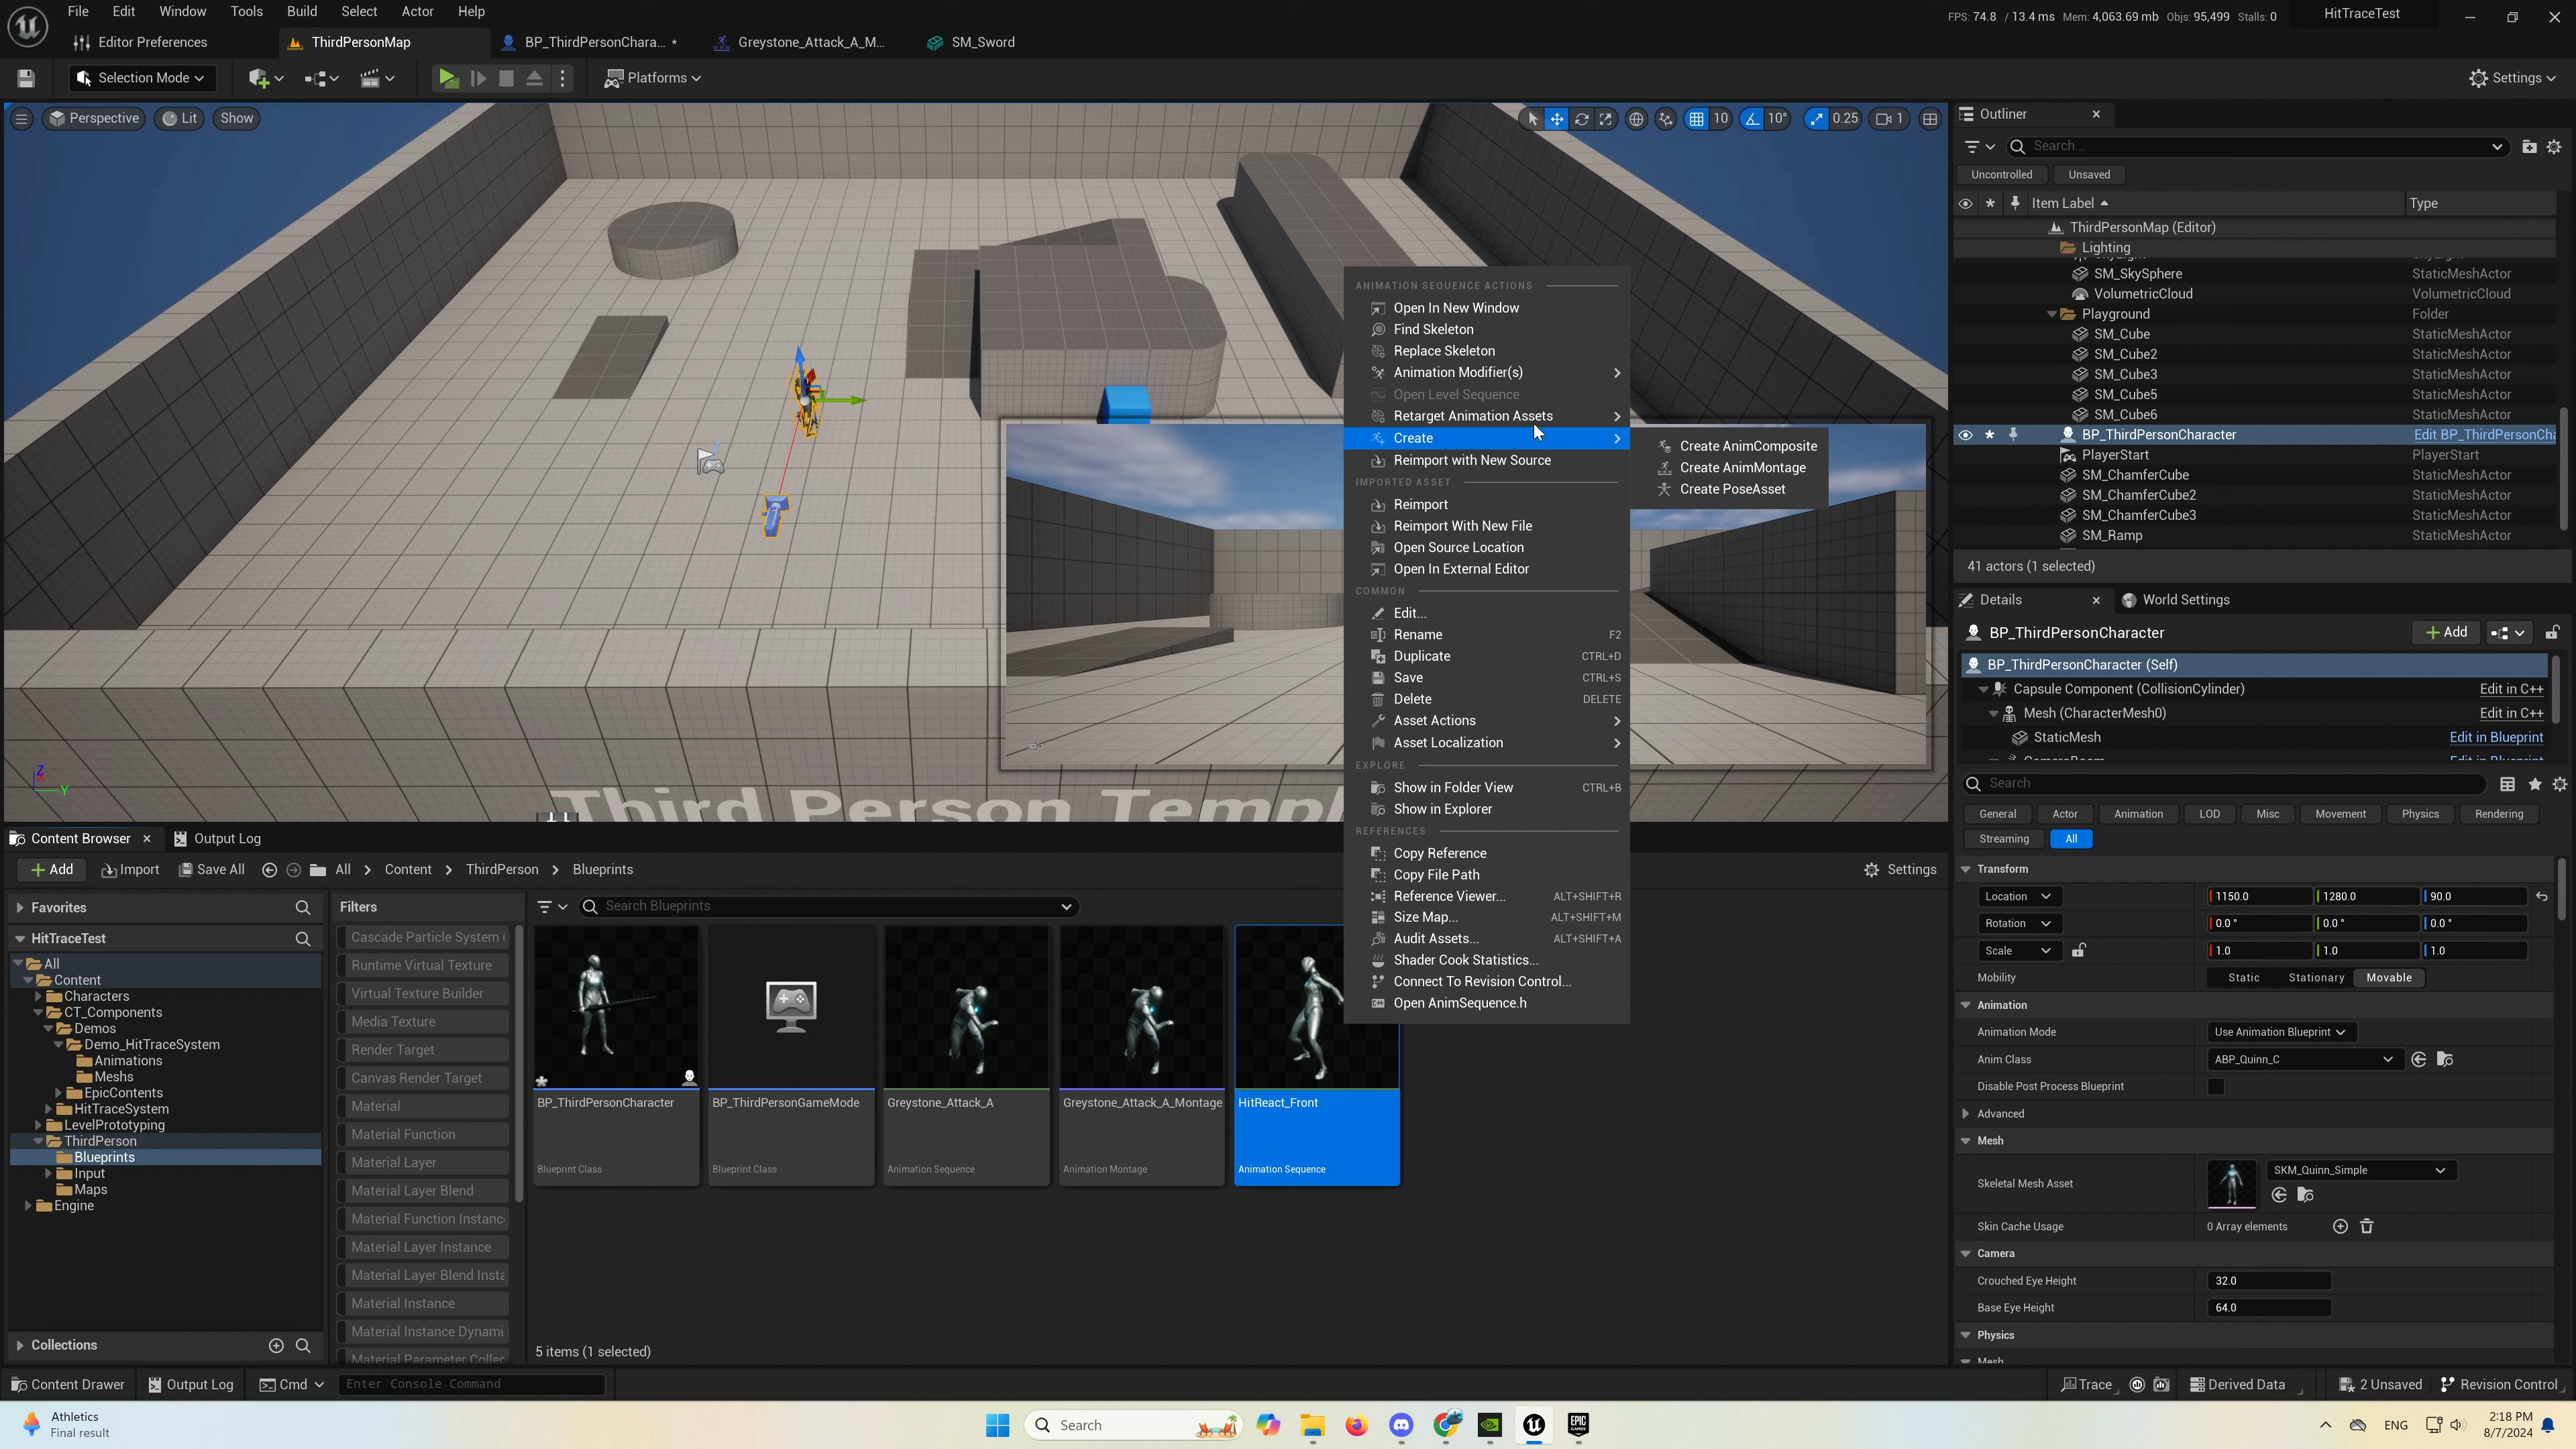 File Edit Window Tools Build Select Actor Help
FPS: 74.8 / 13.4 ms Mem: 4,063.69 mb Objs: 95,499 Stalls: 0 HitTraceTest
Editor Preferences ThirdPersonMap BP_ThirdPersonChara... • Greystone_Attack_A_M... SM_Sword
Selection Mode Platforms Settings
Perspective Lit Show
10 10° 0.25 1
ANIMATION SEQUENCE ACTIONS
Open In New Window
Find Skeleton
Replace Skeleton
Animation Modifier(s)
Open Level Sequence
Retarget Animation Assets
Create
Reimport with New Source
Create AnimComposite
Create AnimMontage
Create PoseAsset
IMPORTED ASSET
Reimport
Reimport With New File
Open Source Location
Open In External Editor
COMMON
Edit...
Rename F2
Duplicate CTRL+D
Save CTRL+S
Delete DELETE
Asset Actions
Asset Localization
EXPLORE
Show in Folder View CTRL+B
Show in Explorer
REFERENCES
Copy Reference
Copy File Path
Reference Viewer... ALT+SHIFT+R
Size Map... ALT+SHIFT+M
Audit Assets... ALT+SHIFT+A
Shader Cook Statistics...
Connect To Revision Control...
Open AnimSequence.h
Z
Y
Third Person Templ
Outliner
Search...
Uncontrolled Unsaved
Item Label Type
ThirdPersonMap (Editor)
Lighting
SM_SkySphere StaticMeshActor
VolumetricCloud VolumetricCloud
Playground Folder
SM_Cube StaticMeshActor
SM_Cube2 StaticMeshActor
SM_Cube3 StaticMeshActor
SM_Cube5 StaticMeshActor
SM_Cube6 StaticMeshActor
BP_ThirdPersonCharacter Edit BP_ThirdPersonCha
PlayerStart PlayerStart
SM_ChamferCube StaticMeshActor
SM_ChamferCube2 StaticMeshActor
SM_ChamferCube3 StaticMeshActor
SM_Ramp StaticMeshActor
41 actors (1 selected)
Details World Settings
BP_ThirdPersonCharacter Add
BP_ThirdPersonCharacter (Self)
Capsule Component (CollisionCylinder) Edit in C++
Mesh (CharacterMesh0) Edit in C++
StaticMesh Edit in Blueprint
Search
General Actor Animation LOD Misc Movement Physics Rendering
Streaming All
Transform
Location 1150.0 1280.0 90.0
Rotation 0.0 ° 0.0 ° 0.0 °
Scale 1.0 1.0 1.0
Mobility Static Stationary Movable
Animation
Animation Mode Use Animation Blueprint
Anim Class ABP_Quinn_C
Disable Post Process Blueprint
Advanced
Mesh
Skeletal Mesh Asset SKM_Quinn_Simple
Skin Cache Usage 0 Array elements
Camera
Crouched Eye Height 32.0
Base Eye Height 64.0
Physics
Mesh
Content Browser Output Log
Add Import Save All All Content ThirdPerson Blueprints Settings
Favorites
HitTraceTest
All
Content
Characters
CT_Components
Demos
Demo_HitTraceSystem
Animations
Meshs
EpicContents
HitTraceSystem
LevelPrototyping
ThirdPerson
Blueprints
Input
Maps
Engine
Collections
Filters
Cascade Particle System
Runtime Virtual Texture
Virtual Texture Builder
Media Texture
Render Target
Canvas Render Target
Material
Material Function
Material Layer
Material Layer Blend
Material Function Instanc
Material Layer Instance
Material Layer Blend Insta
Material Instance
Material Instance Dynami
Material Parameter Collec
Search Blueprints
BP_ThirdPersonCharacter
Blueprint Class
BP_ThirdPersonGameMode
Blueprint Class
Greystone_Attack_A
Animation Sequence
Greystone_Attack_A_Montage
Animation Montage
HitReact_Front
Animation Sequence
5 items (1 selected)
Content Drawer Output Log Cmd Enter Console Command
Trace Derived Data 2 Unsaved Revision Control
Athletics
Final result
Search
EPIC
GAMES
ENG
2:18 PM
8/7/2024